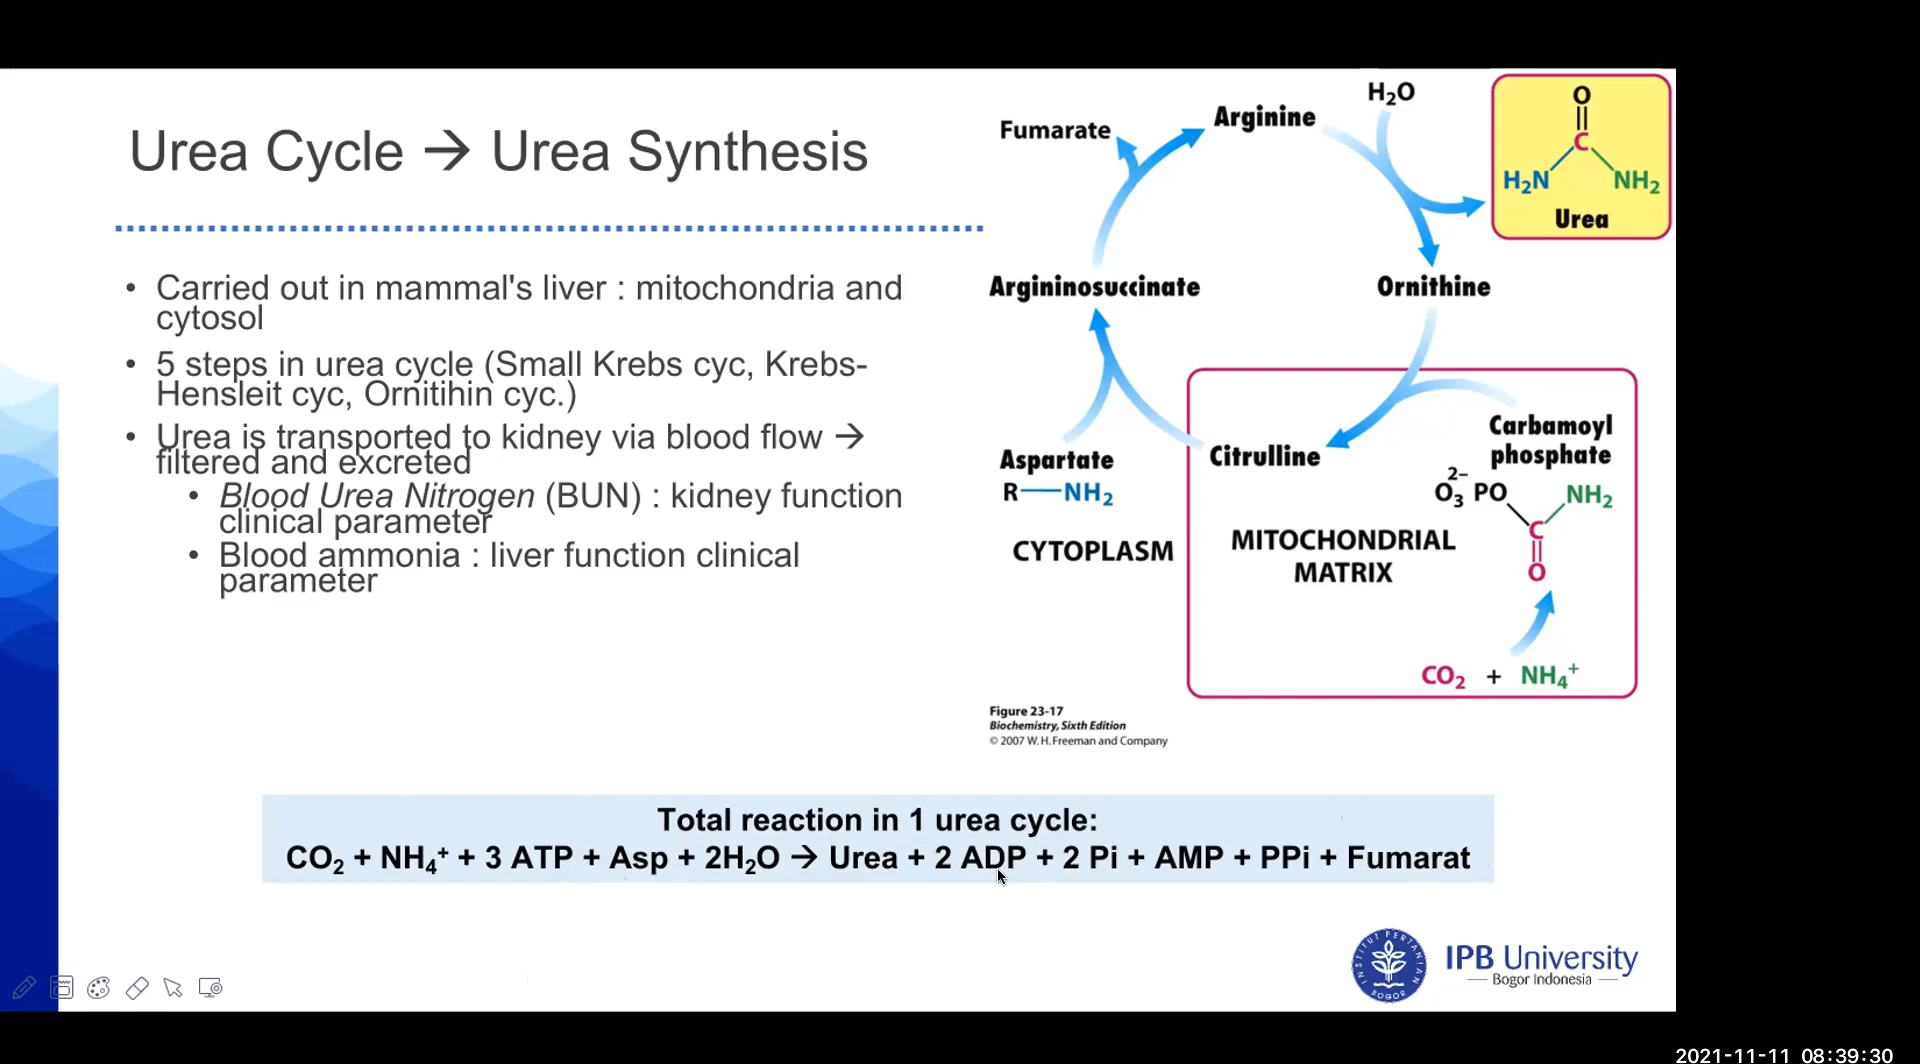 Urea Cycle → Urea Synthesis
• Carried out in mammal's liver : mitochondria and
cytosol
• 5 steps in urea cycle (Small Krebs cyc, Krebs-
Hensleit cyc, Ornitihin cyc.)
• Urea is transported to kidney via blood flow →
filtered and excreted
• Blood Urea Nitrogen (BUN) : kidney function
clinical parameter
• Blood ammonia : liver function clinical
parameter
Fumarate
Arginine
H₂O
O
C
H₂N
NH₂
Urea
Argininosuccinate
Ornithine
Aspartate
R—NH₂
CYTOPLASM
Citrulline
MITOCHONDRIAL
MATRIX
Carbamoyl
phosphate
²⁻O₃PO
NH₂
C
O
CO₂ + NH₄⁺
Figure 23-17
Biochemistry, Sixth Edition
© 2007 W. H. Freeman and Company
Total reaction in 1 urea cycle:
CO₂ + NH₄⁺ + 3 ATP + Asp + 2H₂O → Urea + 2 ADP + 2 Pi + AMP + PPi + Fumarat
INSTITUT PERTANIAN
BOGOR
IPB University
Bogor Indonesia
2021-11-11 08:39:30